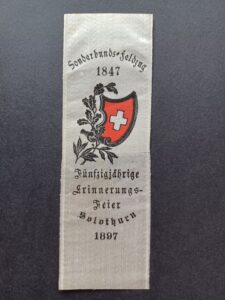 Sonderbunds-Feldzug
1847
Fünfzigjährige
Erinnerungs-
Feier
Solothurn
1897